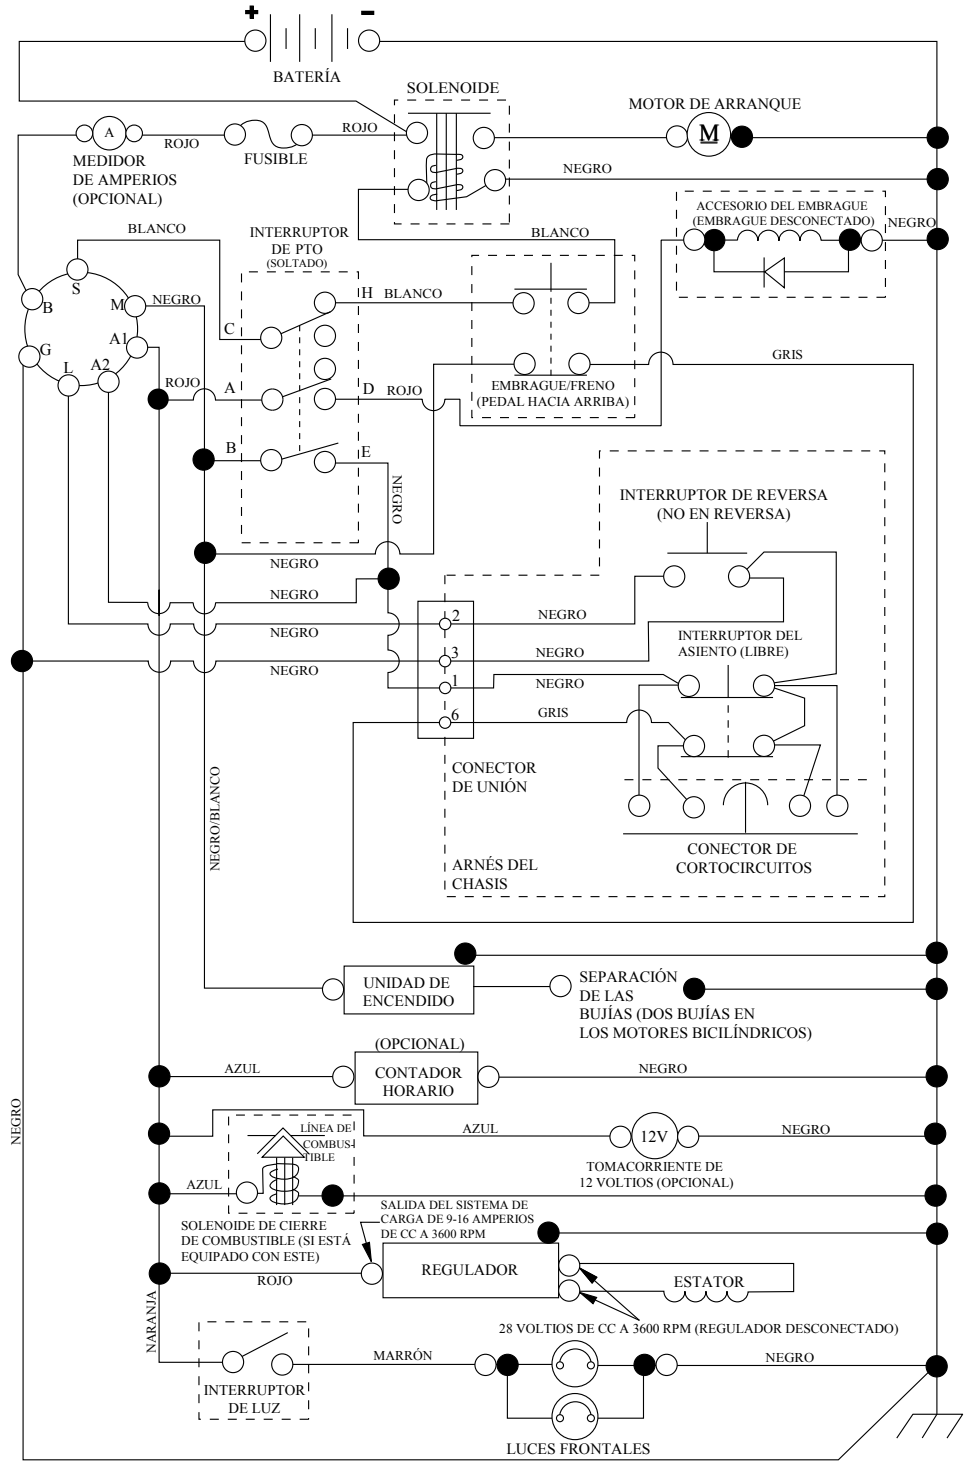 + -
BATERÍA
SOLENOIDE
MOTOR DE ARRANQUE
A
ROJO
FUSIBLE
ROJO
M
MEDIDOR
DE AMPERIOS
(OPCIONAL)
NEGRO
ACCESORIO DEL EMBRAGUE
(EMBRAGUE DESCONECTADO)
NEGRO
BLANCO
INTERRUPTOR
DE PTO
(SOLTADO)
BLANCO
S
B
M
NEGRO
H
BLANCO
G
A1
C
L
A2
GRIS
ROJO
A
D
ROJO
EMBRAGUE/FRENO
(PEDAL HACIA ARRIBA)
B
E
NEGRO
INTERRUPTOR DE REVERSA
(NO EN REVERSA)
NEGRO
NEGRO
NEGRO
2
NEGRO
NEGRO
3
NEGRO
INTERRUPTOR DEL
ASIENTO (LIBRE)
1
NEGRO
6
GRIS
CONECTOR
DE UNIÓN
NEGRO/BLANCO
CONECTOR DE
CORTOCIRCUITOS
ARNÉS DEL
CHASIS
UNIDAD DE
ENCENDIDO
SEPARACIÓN
DE LAS
BUJÍAS (DOS BUJÍAS EN
LOS MOTORES BICILÍNDRICOS)
(OPCIONAL)
CONTADOR
HORARIO
AZUL
NEGRO
NEGRO
LÍNEA DE
COMBUS-
TIBLE
AZUL
12V
NEGRO
TOMACORRIENTE DE
12 VOLTIOS (OPCIONAL)
AZUL
SOLENOIDE DE CIERRE
DE COMBUSTIBLE (SI ESTÁ
EQUIPADO CON ESTE)
SALIDA DEL SISTEMA DE
CARGA DE 9-16 AMPERIOS
DE CC A 3600 RPM
ROJO
REGULADOR
ESTATOR
28 VOLTIOS DE CC A 3600 RPM (REGULADOR DESCONECTADO)
NARANJA
MARRÓN
NEGRO
INTERRUPTOR
DE LUZ
LUCES FRONTALES